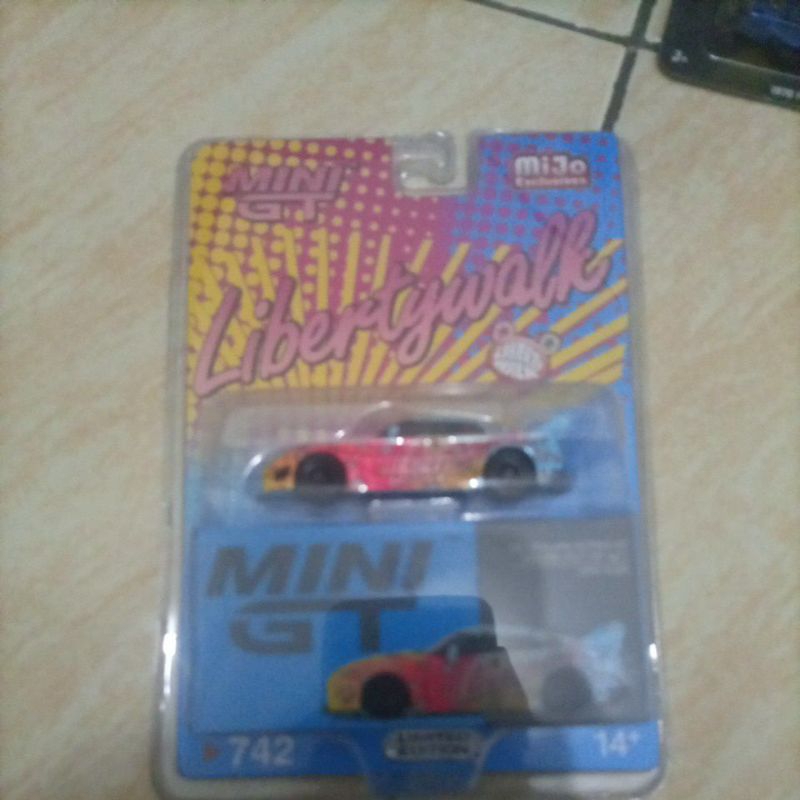 MINI
GT
MiJo
Exclusives
Libertywalk
MINI
GT
742
LIMITED
EDITION
14+